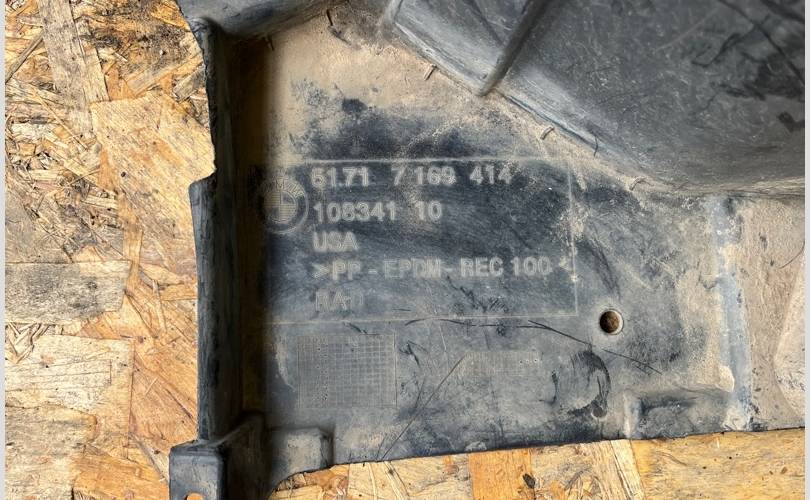 51.71 7 169 414
108341 10
USA
>PP - EPDM - REC 100<